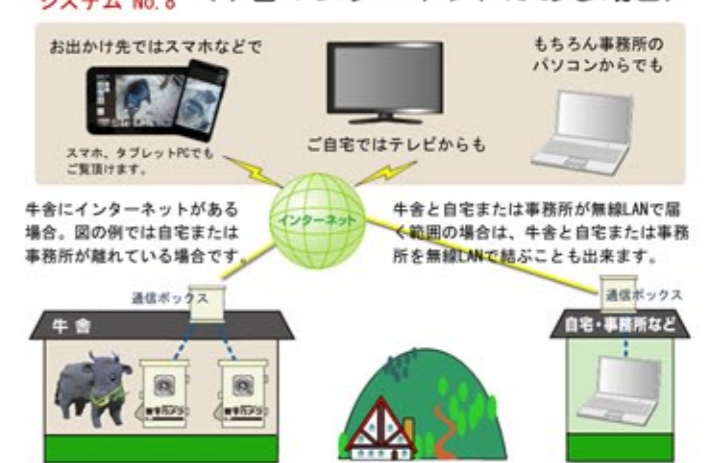 システム No.8
お出かけ先ではスマホなどで
スマホ、タブレットPCでも
ご覧頂けます。
ご自宅ではテレビからも
もちろん事務所の
パソコンからでも
インターネット
牛舎にインターネットがある
場合。図の例では自宅または
事務所が離れている場合です。
牛舎と自宅または事務所が無線LANで届
く範囲の場合は、牛舎と自宅または事務
所を無線LANで結ぶことも出来ます。
通信ボックス
牛舎
通信ボックス
自宅・事務所など